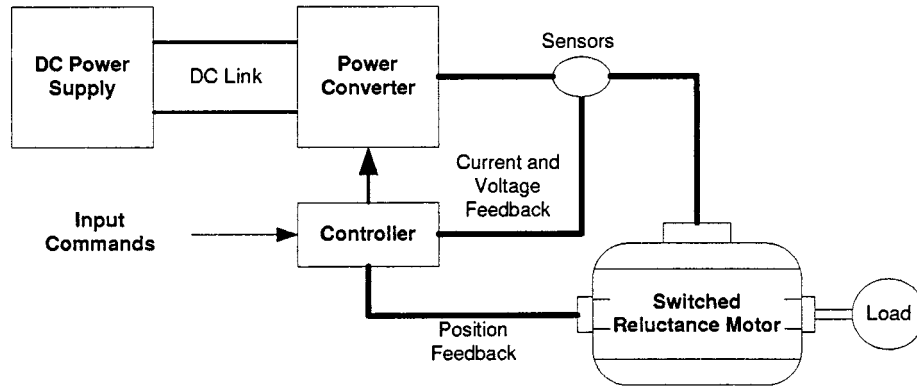 Sensors
DC Power
Supply
DC Link
Power
Converter
Current and
Voltage
Feedback
Input
Commands
Controller
Switched
Reluctance Motor
Load
Position
Feedback